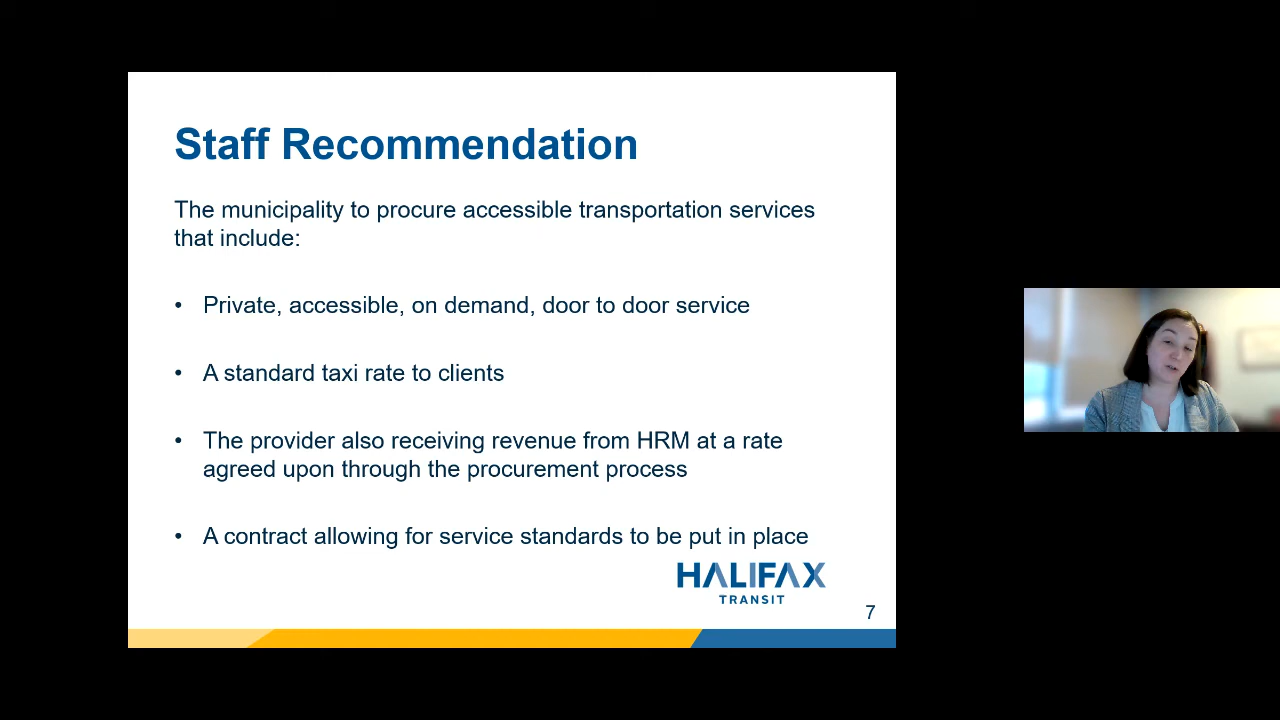 Staff Recommendation
The municipality to procure accessible transportation services
that include:
• Private, accessible, on demand, door to door service
• A standard taxi rate to clients
• The provider also receiving revenue from HRM at a rate
agreed upon through the procurement process
• A contract allowing for service standards to be put in place
HALIFAX
TRANSIT
7